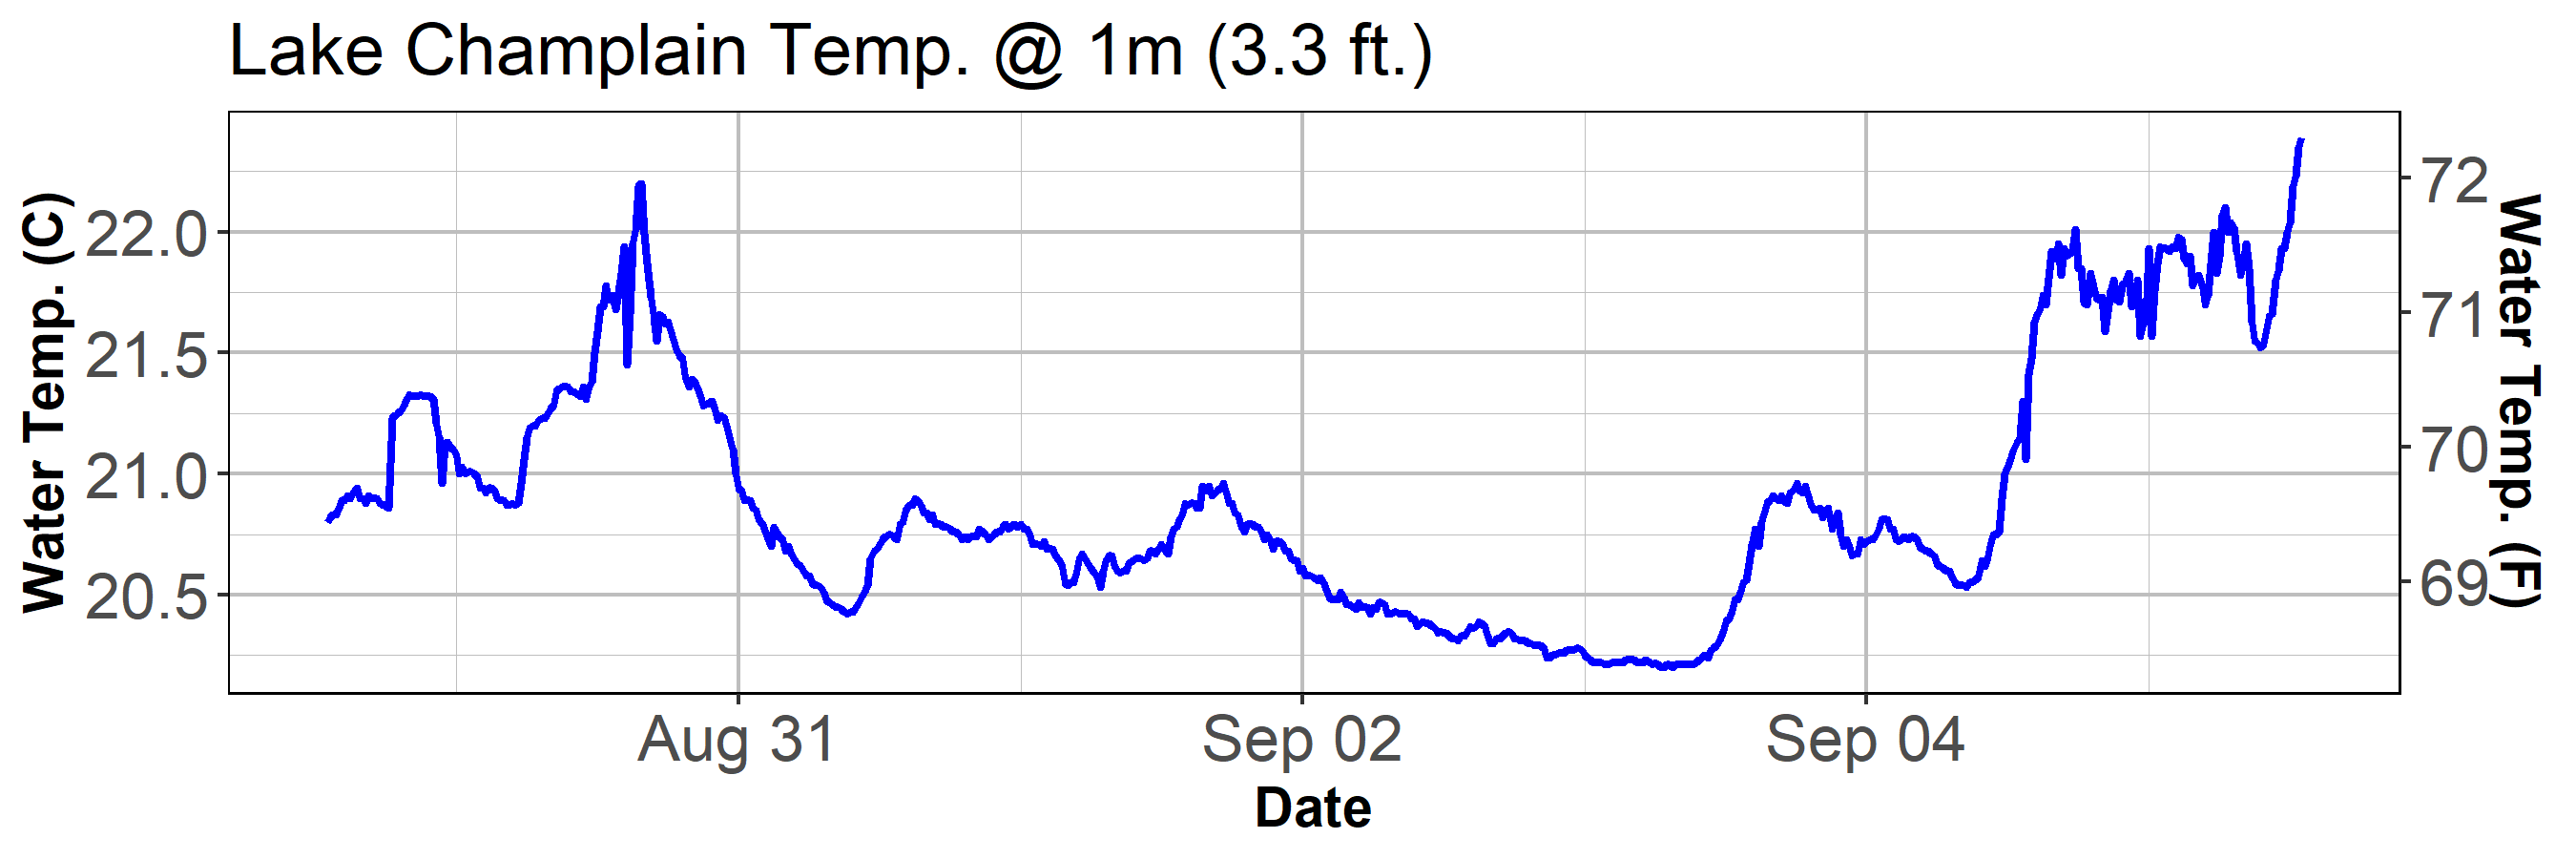 Lake Champlain Temp. @ 1m (3.3 ft.)
Water Temp. (C)
22.0
21.5
21.0
20.5
72
71
70
69
Water Temp. (F)
Aug 31
Sep 02
Sep 04
Date